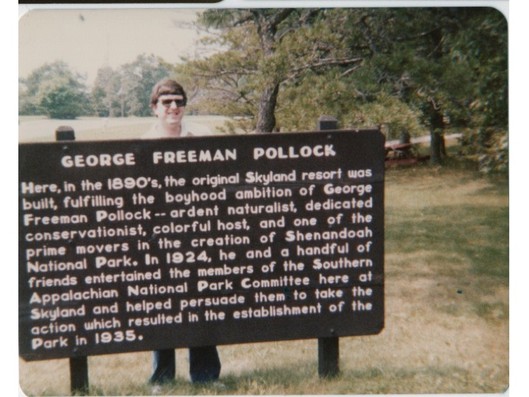 GEORGE FREEMAN POLLOCK
Here, in the 1890's, the original Skyland resort was
built, fulfilling the boyhood ambition of George
Freeman Pollock -- ardent naturalist, dedicated
conservationist, colorful host, and one of the
prime movers in the creation of Shenandoah
National Park. In 1924, he and a handful of
friends entertained the members of the Southern
Appalachian National Park Committee here at
Skyland and helped persuade them to take the
action which resulted in the establishment of the
Park in 1935.